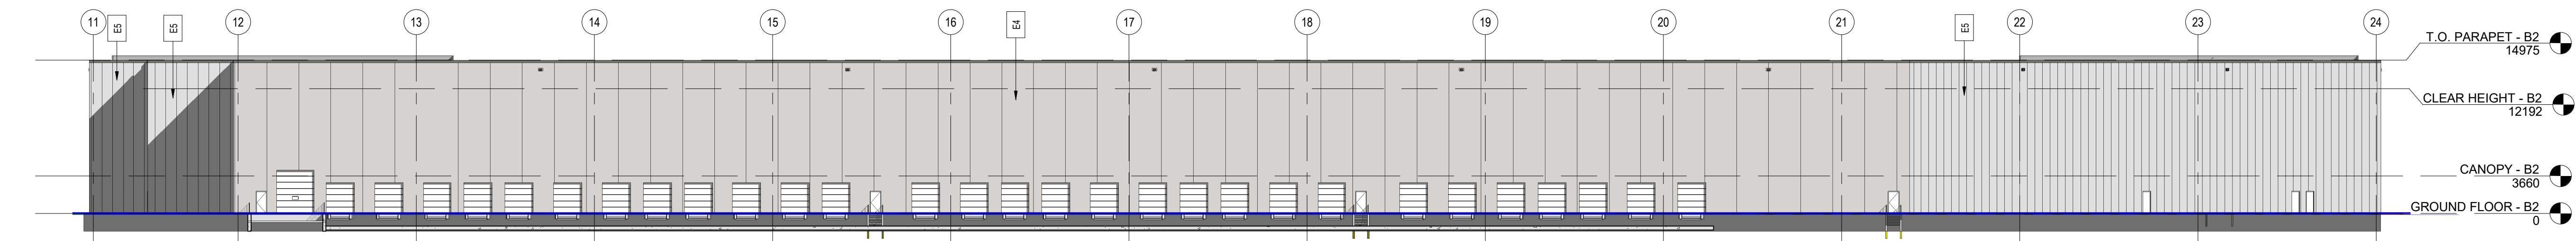 11
E5
E5
12
13
14
15
16
E4
17
18
19
20
21
E5
22
23
24
T.O. PARAPET - B2
14975
CLEAR HEIGHT - B2
12192
CANOPY - B2
3660
GROUND FLOOR - B2
0